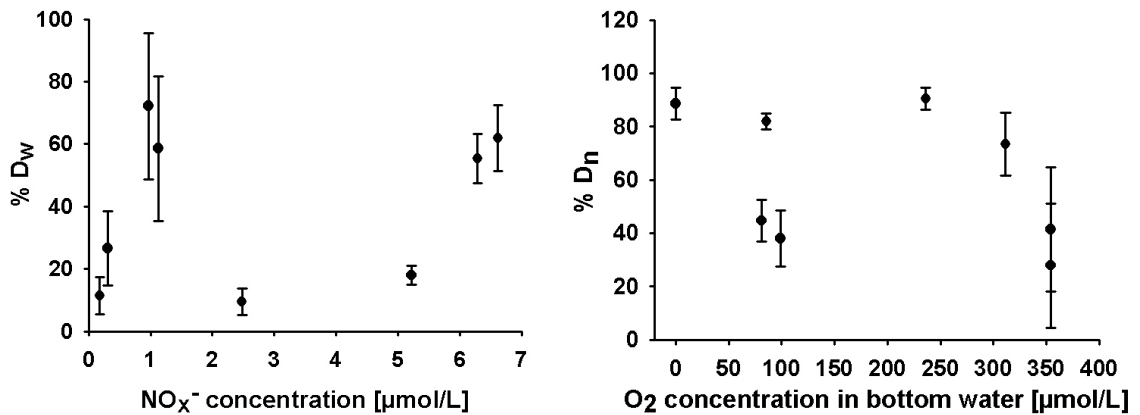 100
80
60
40
20
0
% Dw
0 1 2 3 4 5 6 7
NOX- concentration [µmol/L]
120
100
80
60
40
20
0
% Dn
0 50 100 150 200 250 300 350 400
O2 concentration in bottom water [µmol/L]